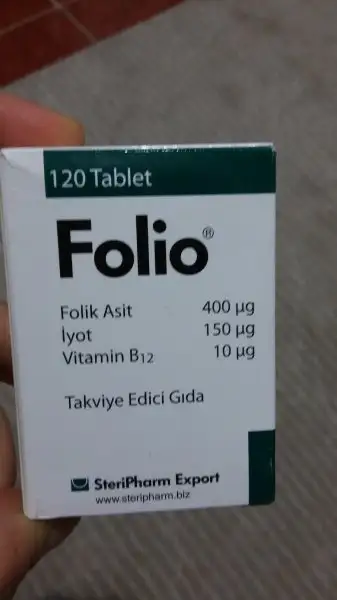 120 Tablet
Folio®
Folik Asit 400 µg
İyot 150 µg
Vitamin B12 10 µg
Takviye Edici Gıda
SteriPharm Export
www.steripharm.biz